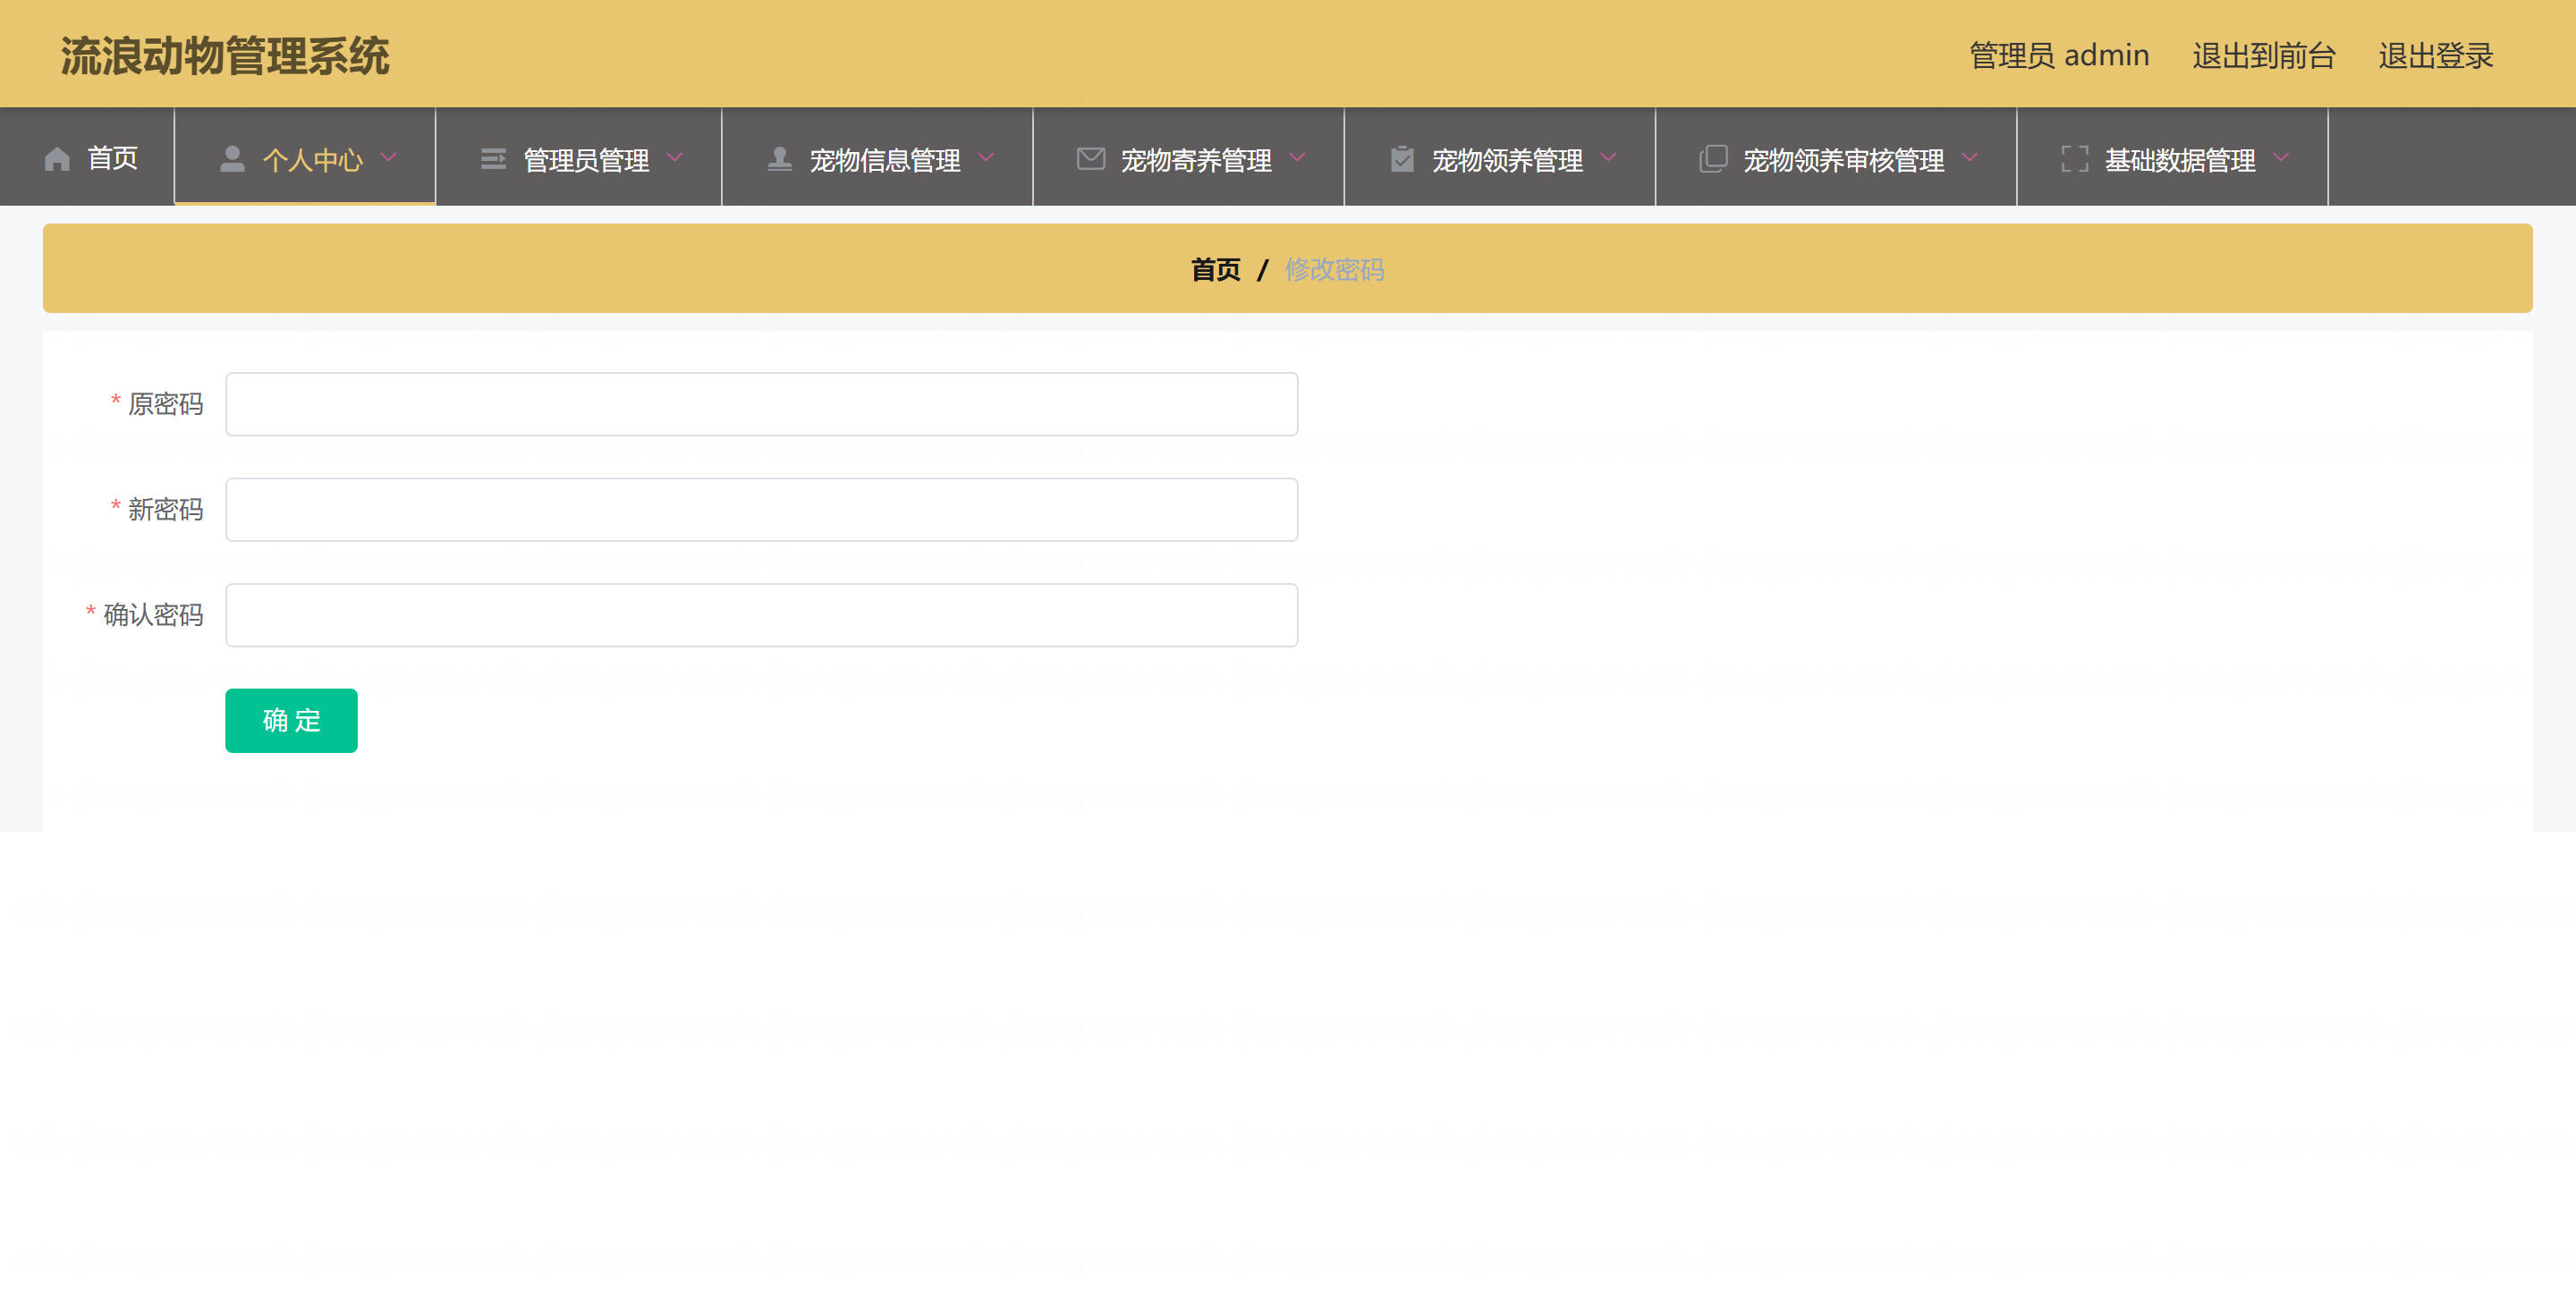 流浪动物管理系统
管理员 admin 退出到前台 退出登录
首页 个人中心 管理员管理 宠物信息管理 宠物寄养管理 宠物领养管理 宠物领养审核管理 基础数据管理
首页 / 修改密码
* 原密码
* 新密码
* 确认密码
确 定